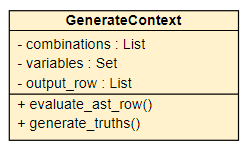 GenerateContext
- combinations : List
- variables : Set
- output_row : List
+ evaluate_ast_row()
+ generate_truths()